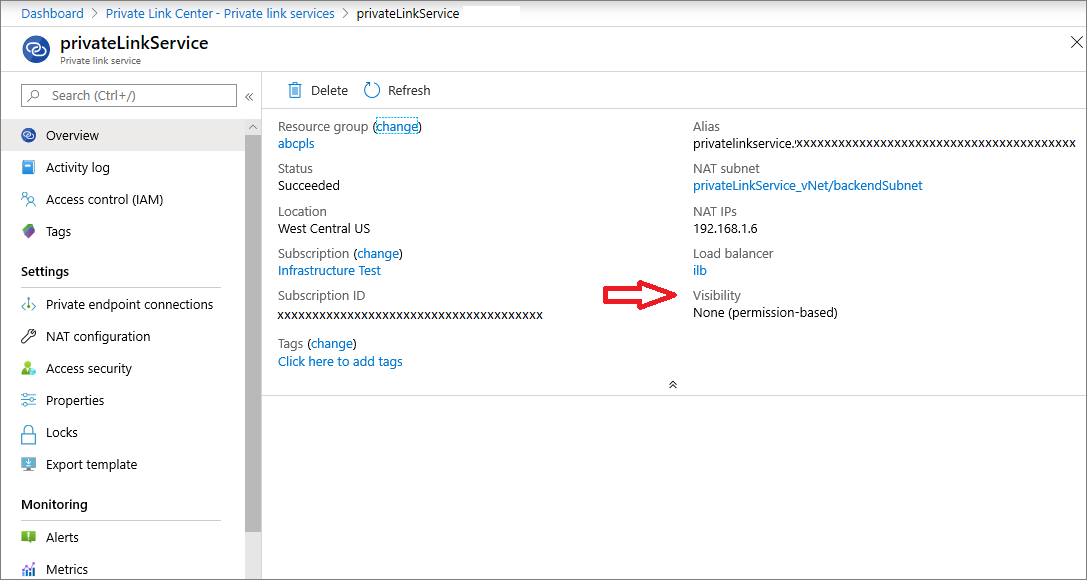 Dashboard > Private Link Center - Private link services > privateLinkService
privateLinkService
Private link service
Search (Ctrl+/)
«
Delete
Refresh
Overview
Activity log
Access control (IAM)
Tags
Settings
Private endpoint connections
NAT configuration
Access security
Properties
Locks
Export template
Monitoring
Alerts
Metrics
Resource group (change)
abcpls
Status
Succeeded
Location
West Central US
Subscription (change)
Infrastructure Test
Subscription ID
xxxxxxxxxxxxxxxxxxxxxxxxxxxxxxxxxxxxxx
Tags (change)
Click here to add tags
Alias
privatelinkservice.xxxxxxxxxxxxxxxxxxxxxxxxxxxxxxxxxxxxxxxx
NAT subnet
privateLinkService_vNet/backendSubnet
NAT IPs
192.168.1.6
Load balancer
ilb
Visibility
None (permission-based)